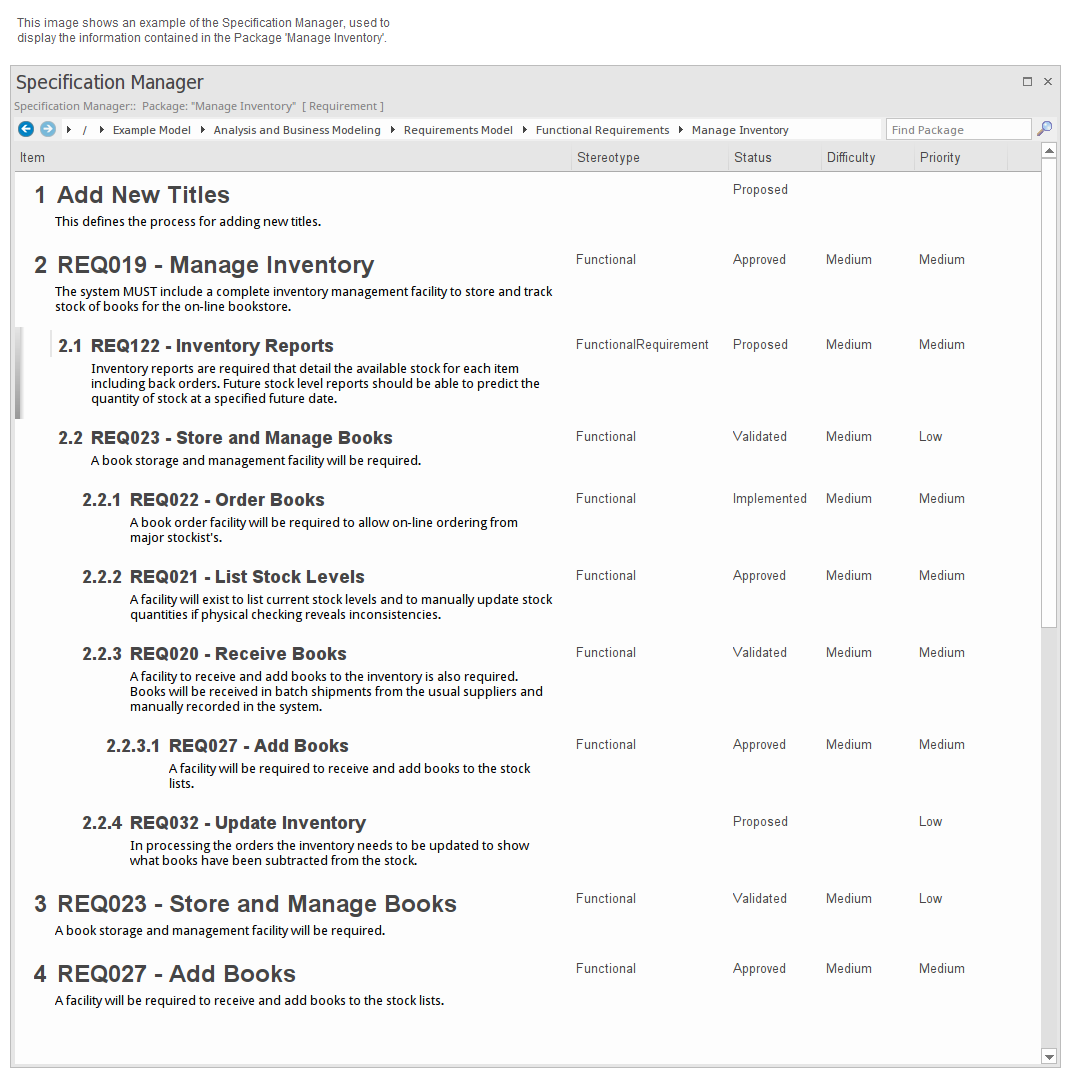 This image shows an example of the Specification Manager, used to
display the information contained in the Package 'Manage Inventory'.
Specification Manager
Specification Manager:: Package: "Manage Inventory" [ Requirement ]
/ Example Model Analysis and Business Modeling Requirements Model Functional Requirements Manage Inventory Find Package
Item Stereotype Status Difficulty Priority
1 Add New Titles Proposed
This defines the process for adding new titles.
2 REQ019 - Manage Inventory Functional Approved Medium Medium
The system MUST include a complete inventory management facility to store and track
stock of books for the on-line bookstore.
2.1 REQ122 - Inventory Reports FunctionalRequirement Proposed Medium Medium
Inventory reports are required that detail the available stock for each item
including back orders. Future stock level reports should be able to predict the
quantity of stock at a specified future date.
2.2 REQ023 - Store and Manage Books Functional Validated Medium Low
A book storage and management facility will be required.
2.2.1 REQ022 - Order Books Functional Implemented Medium Medium
A book order facility will be required to allow on-line ordering from
major stockist's.
2.2.2 REQ021 - List Stock Levels Functional Approved Medium Medium
A facility will exist to list current stock levels and to manually update stock
quantities if physical checking reveals inconsistencies.
2.2.3 REQ020 - Receive Books Functional Validated Medium Medium
A facility to receive and add books to the inventory is also required.
Books will be received in batch shipments from the usual suppliers and
manually recorded in the system.
2.2.3.1 REQ027 - Add Books Functional Approved Medium Medium
A facility will be required to receive and add books to the stock
lists.
2.2.4 REQ032 - Update Inventory Proposed Low
In processing the orders the inventory needs to be updated to show
what books have been subtracted from the stock.
3 REQ023 - Store and Manage Books Functional Validated Medium Low
A book storage and management facility will be required.
4 REQ027 - Add Books Functional Approved Medium Medium
A facility will be required to receive and add books to the stock lists.